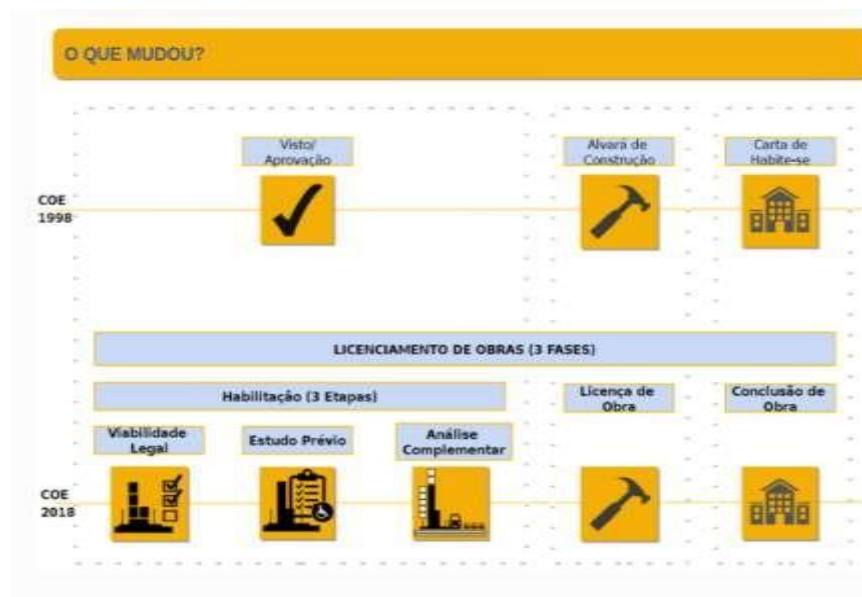 O QUE MUDOU?
Visto/
Aprovação
Alvará de
Construção
Carta de
Habite-se
COE
1998
LICENCIAMENTO DE OBRAS (3 FASES)
Habilitação (3 Etapas)
Licença de
Obra
Conclusão de
Obra
Viabilidade
Legal
Estudo Prévio
Análise
Complementar
COE
2018